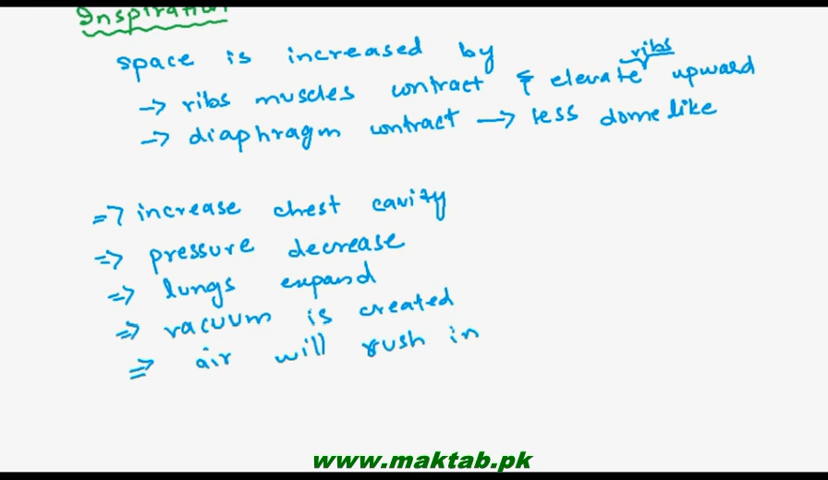 Inspiration
space is increased by
ribs
→ ribs muscles contract & elevate upward
→ diaphragm contract → less dome like
⇒ increase chest cavity
⇒ pressure decrease
⇒ lungs expand
⇒ vacuum is created
⇒ air will rush in
www.maktab.pk